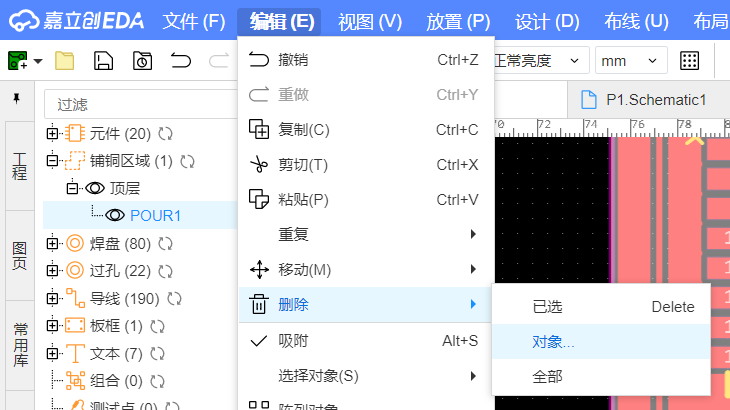 嘉立创EDA 文件 (F) 编辑 (E) 视图 (V) 放置 (P) 设计 (D) 布线 (U) 布局
正常亮度 mm
过滤
P1.Schematic1
工程
图页
常用库
元件 (20)
铺铜区域 (1)
顶层
POUR1
焊盘 (80)
过孔 (22)
导线 (190)
板框 (1)
文本 (7)
组合 (0)
测试点 (0)
撤销 Ctrl+Z
重做 Ctrl+Y
复制(C) Ctrl+C
剪切(T) Ctrl+X
粘贴(P) Ctrl+V
重复
移动(M)
删除
吸附 Alt+S
选择对象(S)
阵列对象
已选 Delete
对象...
全部
70 72 74 76 78